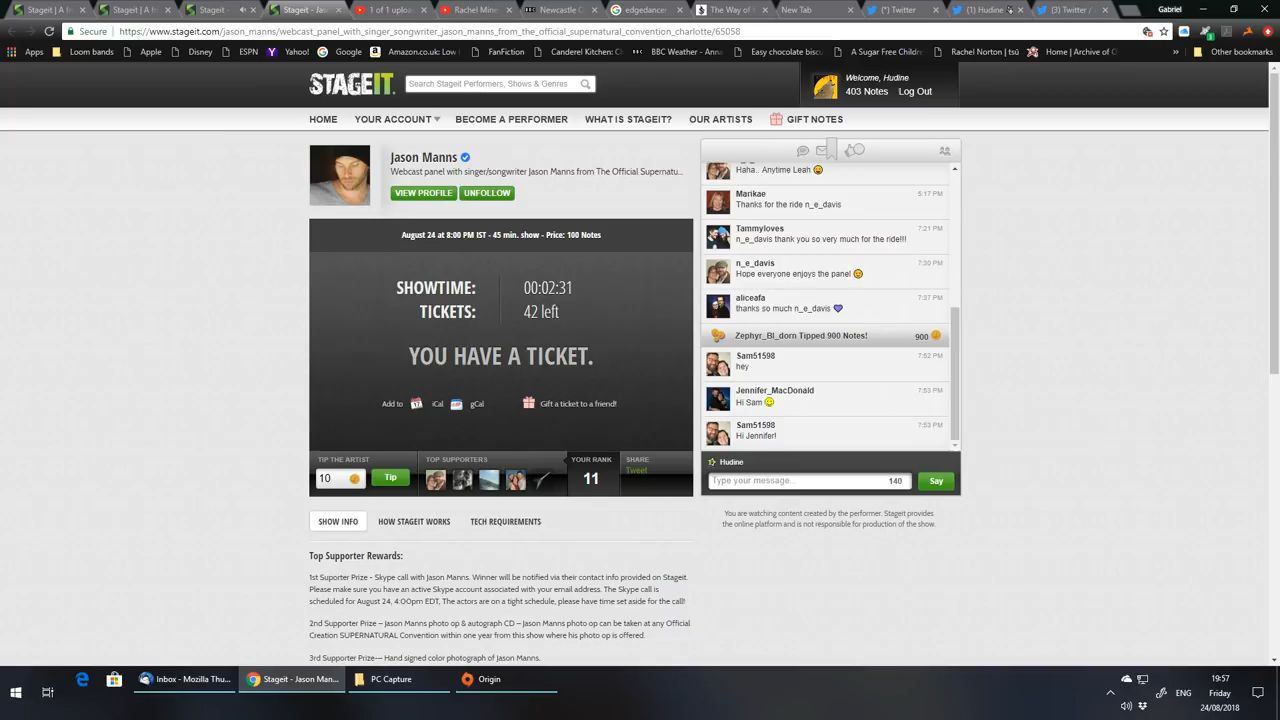 Stageit | A f
Stageit | A f
Stageit -
Stageit - Jas
1 of 1 uploa
Rachel Mine
Newcastle C
edgedance
The Way of
New Tab
(*) Twitter
(1) Hudine
(3) Twitter /
Gabriel
Secure
https://www.stageit.com/jason_manns/webcast_panel_with_singer_songwriter_jason_manns_from_the_official_supernatural_convention_charlotte/65058
Apps
Loom bands
Disney
ESPN
Yahoo!
Google
Amazon.co.uk Low
FanFiction
Canderel Kitchen: C
BBC Weather - Anna
Easy chocolate biscu
A Sugar Free Childre
Rachel Norton | tsū
Home | Archive of O
Other bookmarks
STAGEIT.
Search Stageit Performers, Shows & Genres
Welcome, Hudine
403 Notes Log Out
HOME YOUR ACCOUNT BECOME A PERFORMER WHAT IS STAGEIT? OUR ARTISTS GIFT NOTES
Jason Manns
Webcast panel with singer/songwriter Jason Manns from The Official Supernatu...
VIEW PROFILE UNFOLLOW
August 24 at 8:00 PM IST - 45 min. show - Price: 100 Notes
SHOWTIME: 00:02:31
TICKETS: 42 left
YOU HAVE A TICKET.
Add to iCal gCal Gift a ticket to a friend!
TIP THE ARTIST
10 Tip
TOP SUPPORTERS
YOUR RANK
11
SHARE
Tweet
Haha.. Anytime Leah
Marikae 5:17 PM
Thanks for the ride n_e_davis
Tammyloves 7:21 PM
n_e_davis thank you so very much for the ride!!!
n_e_davis 7:30 PM
Hope everyone enjoys the panel
aliceafa 7:37 PM
thanks so much n_e_davis
Zephyr_Bl_dorn Tipped 900 Notes! 900
Sam51598 7:52 PM
hey
Jennifer_MacDonald 7:53 PM
Hi Sam
Sam51598 7:53 PM
Hi Jennifer!
Hudine
Type your message... 140 Say
You are watching content created by the performer. Stageit provides
the online platform and is not responsible for production of the show.
SHOW INFO HOW STAGEIT WORKS TECH REQUIREMENTS
Top Supporter Rewards:
1st Suporter Prize - Skype call with Jason Manns. Winner will be notified via their contact info provided on Stageit.
Please make sure you have an active Skype account associated with your email address. The Skype call is
scheduled for August 24, 4:00pm EDT, The actors are on a tight schedule, please have time set aside for the call!
2nd Supporter Prize – Jason Manns photo op & autograph CD – Jason Manns photo op can be taken at any Official
Creation SUPERNATURAL Convention within one year from this show where his photo op is offered.
3rd Supporter Prize-– Hand signed color photograph of Jason Manns.
Inbox - Mozilla Thu...
Stageit - Jason Man...
PC Capture
Origin
ENG
19:57
Friday
24/08/2018